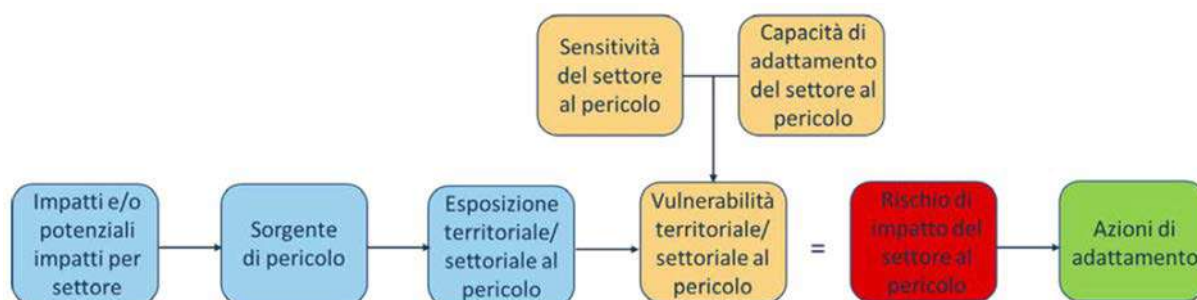 Sensitività
del settore
al pericolo
Capacità di
adattamento
del settore al
pericolo
Impatti e/o
potenziali
impatti per
settore
Sorgente
di pericolo
Esposizione
territoriale/
settoriale al
pericolo
Vulnerabilità
territoriale/
settoriale al
pericolo
=
Rischio di
impatto del
settore al
pericolo
Azioni di
adattamento